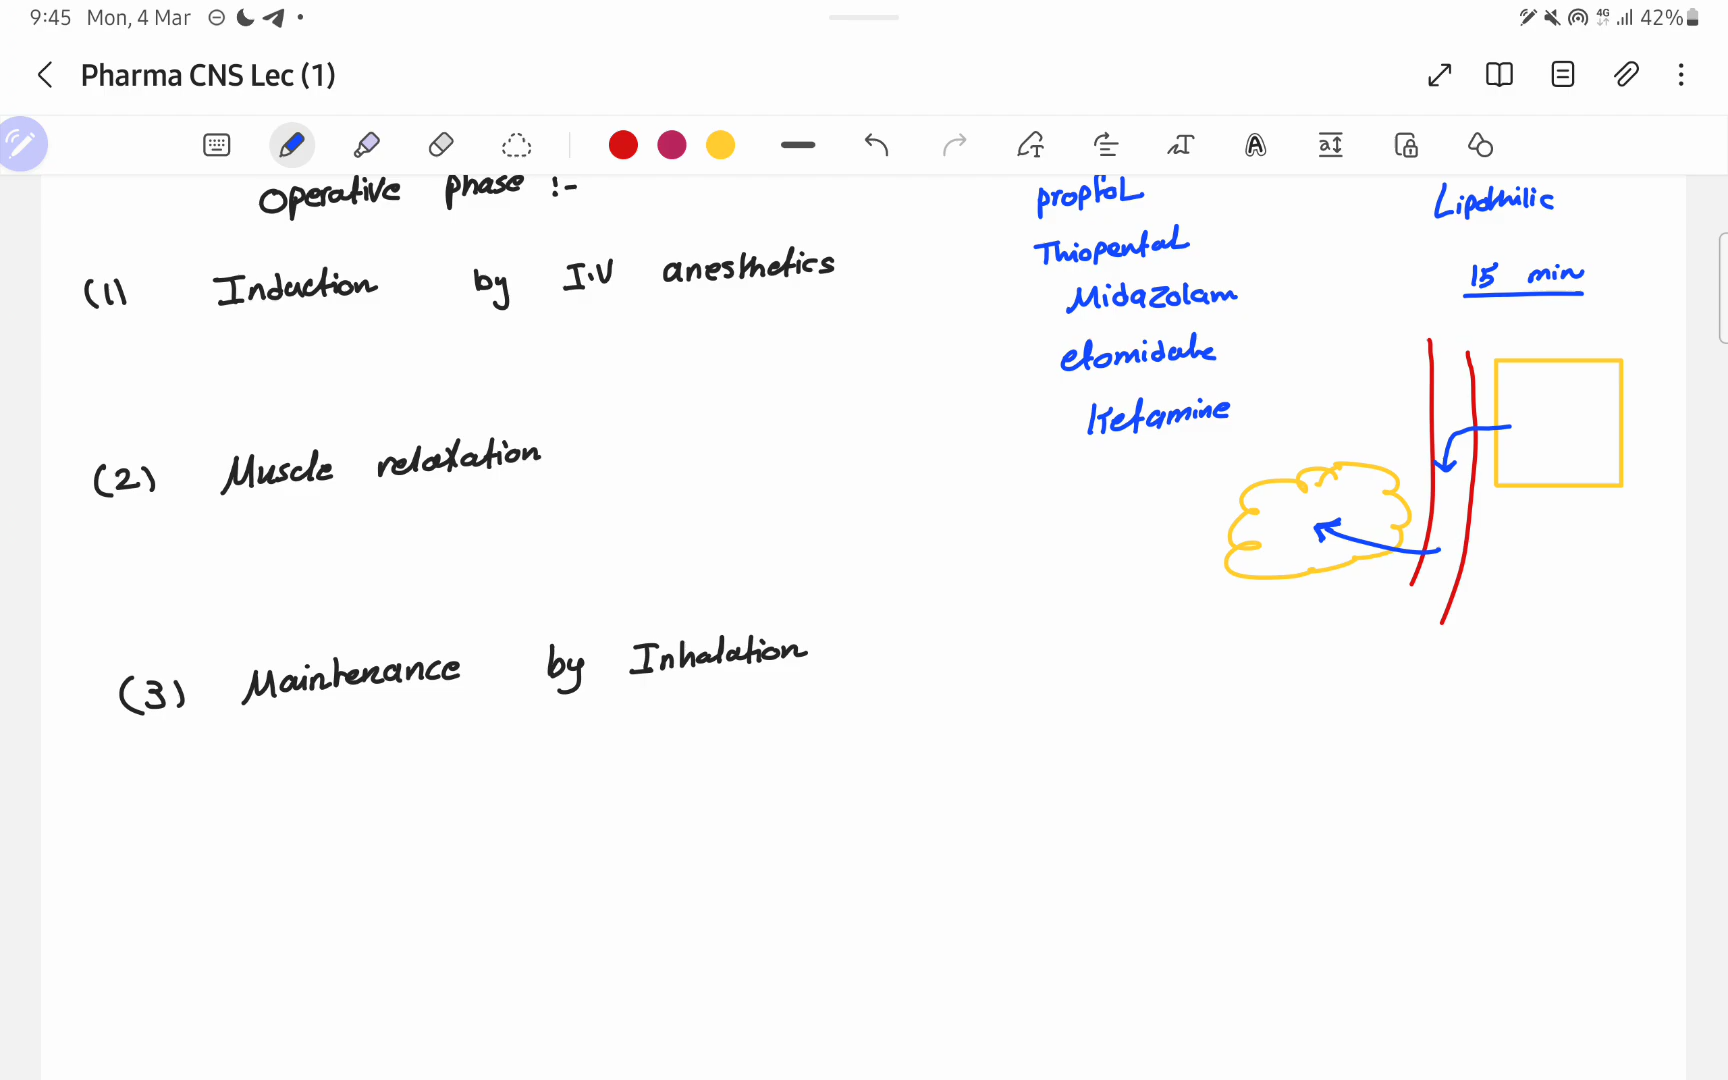 9:45 Mon, 4 Mar
4G 42%
Pharma CNS Lec (1)
Operative phase :-
(1) Induction by I.V anesthetics
(2) Muscle relaxation
(3) Maintenance by Inhalation
propfol
Thiopental
Midazolam
etomidate
Ketamine
Lipophilic
15 min